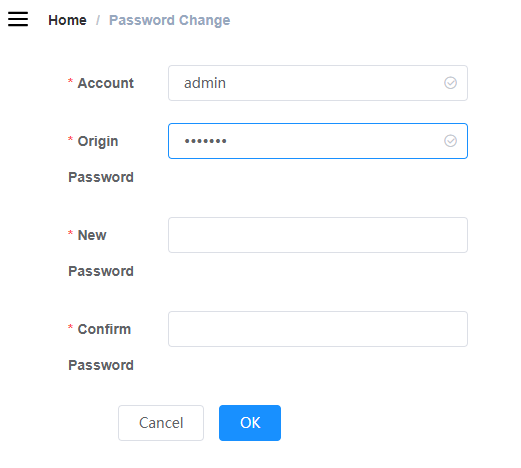 Home / Password Change
* Account admin
* Origin •••••••
Password
* New
Password
* Confirm
Password
Cancel OK